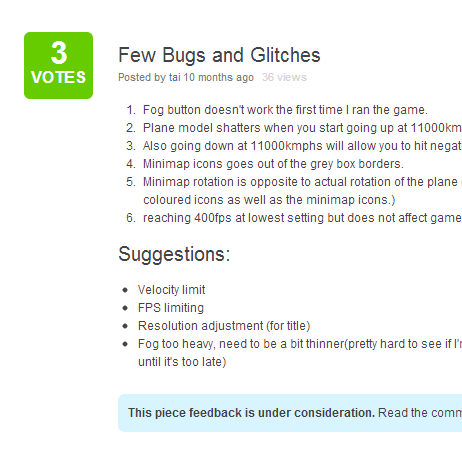 3
VOTES
Few Bugs and Glitches
Posted by tai 10 months ago 36 views
1. Fog button doesn't work the first time I ran the game.
2. Plane model shatters when you start going up at 11000km
3. Also going down at 11000kmphs will allow you to hit negat
4. Minimap icons goes out of the grey box borders.
5. Minimap rotation is opposite to actual rotation of the plane
coloured icons as well as the minimap icons.)
6. reaching 400fps at lowest setting but does not affect game
Suggestions:
• Velocity limit
• FPS limiting
• Resolution adjustment (for title)
• Fog too heavy, need to be a bit thinner(pretty hard to see if I'
until it's too late)
This piece feedback is under consideration. Read the comm